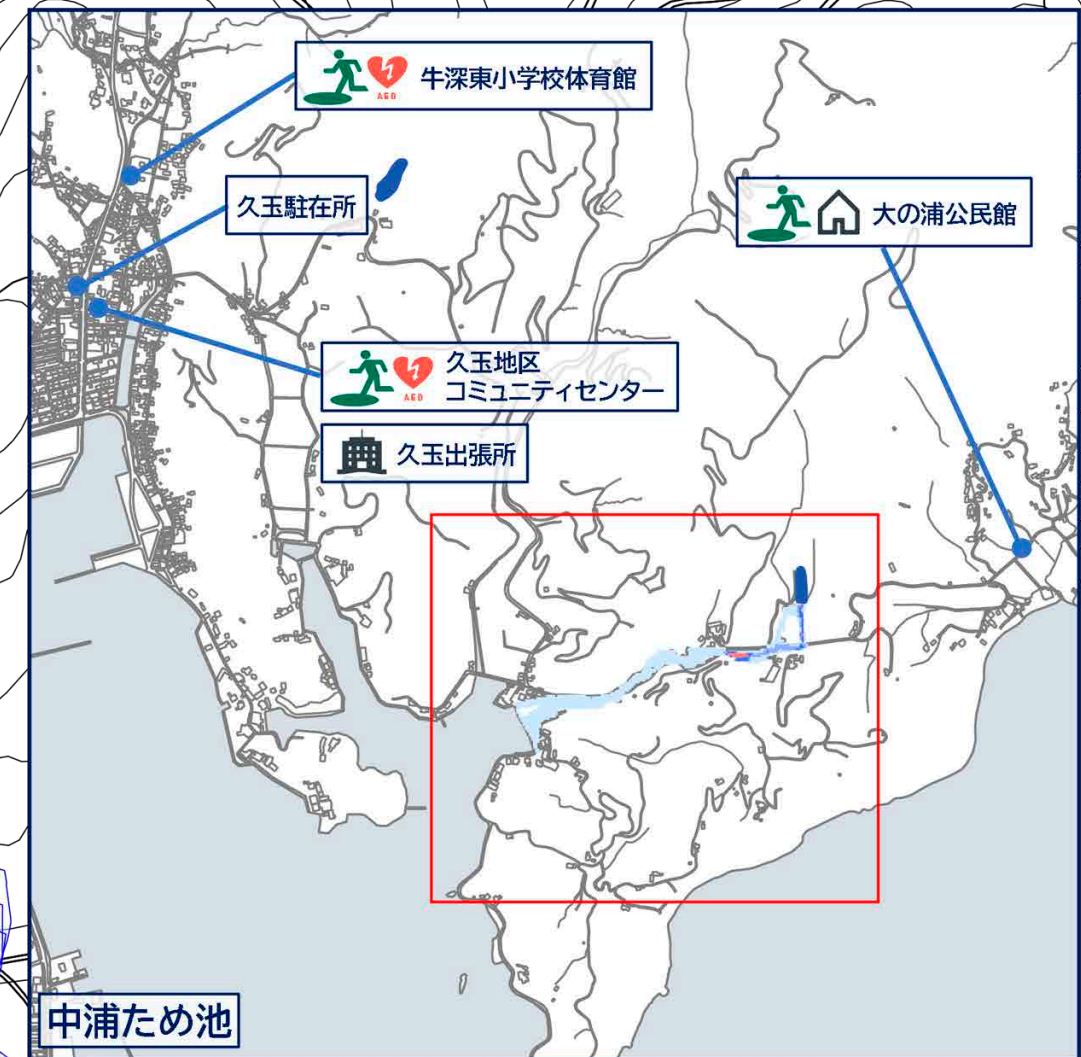 AED
牛深東小学校体育館
久玉駐在所
大の浦公民館
AED
久玉地区
コミュニティセンター
久玉出張所
中浦ため池